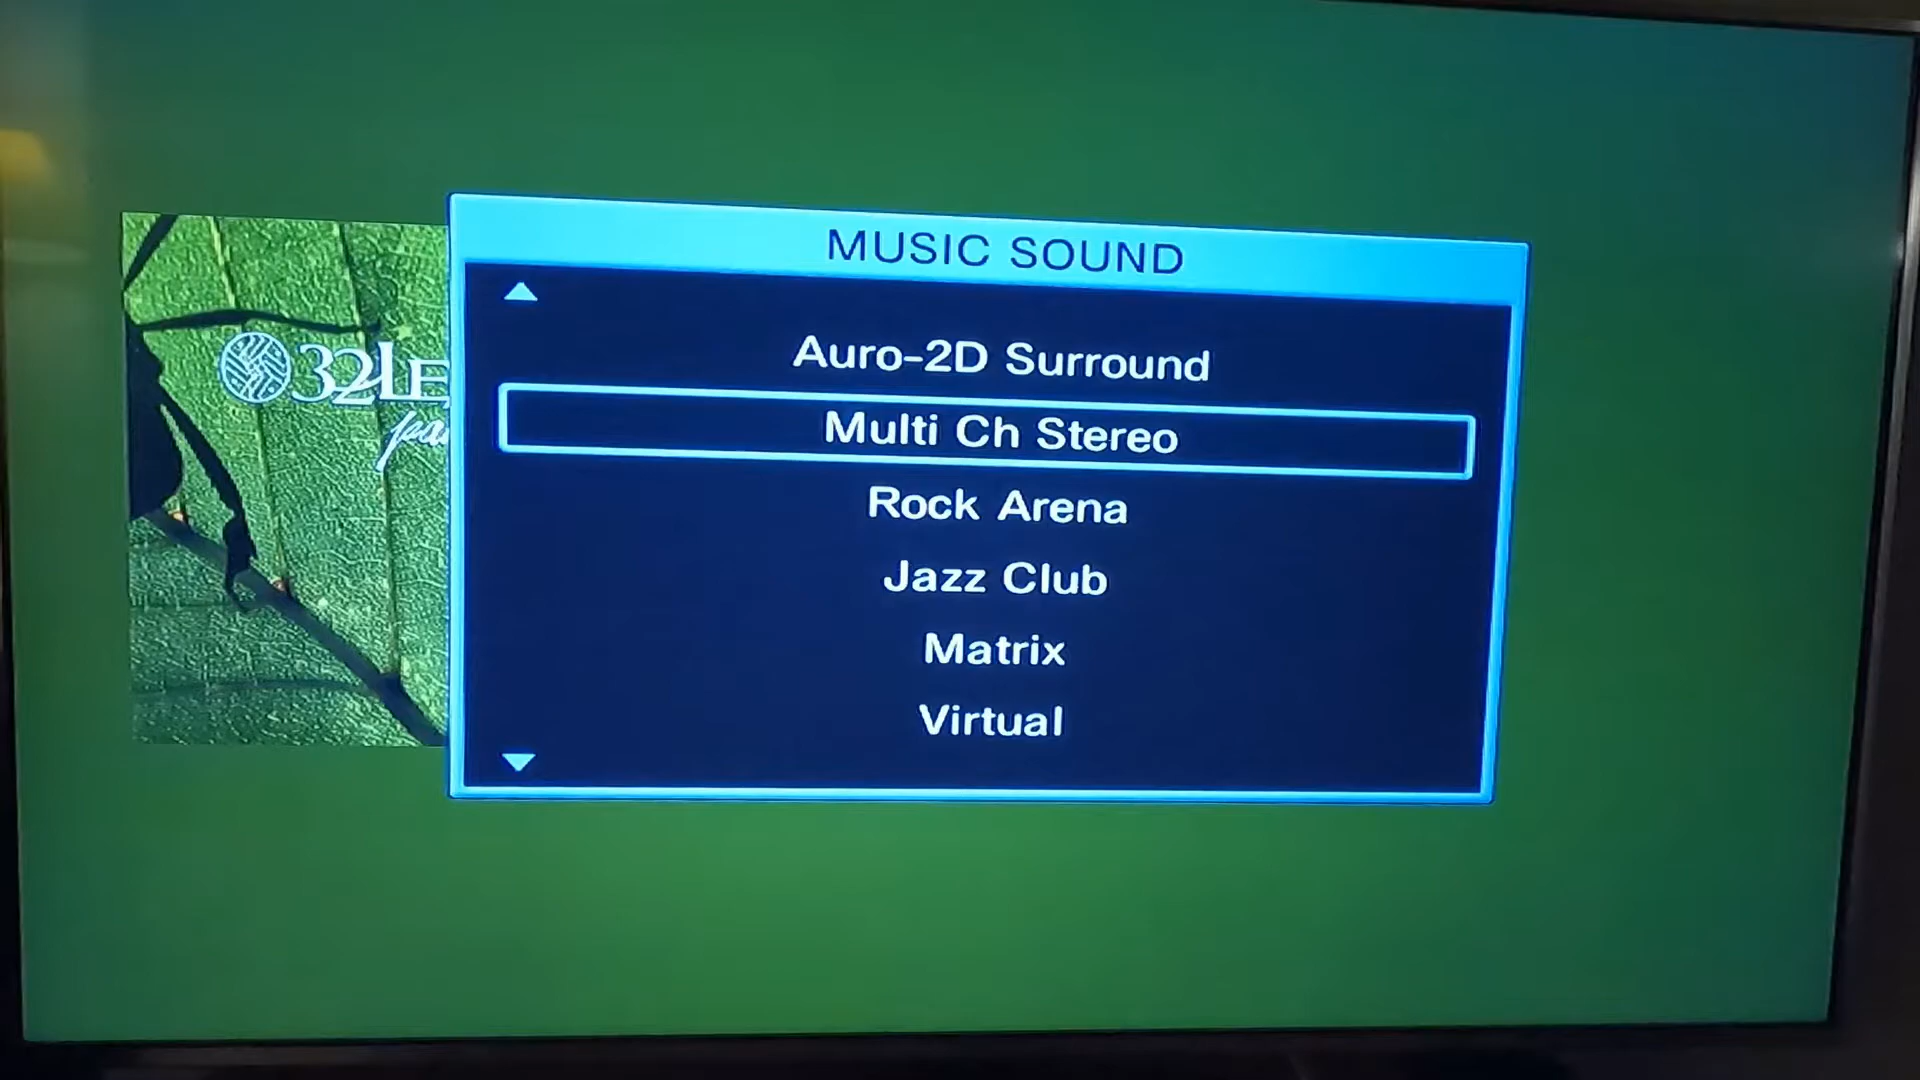 MUSIC SOUND
Auro-2D Surround
Multi Ch Stereo
Rock Arena
Jazz Club
Matrix
Virtual